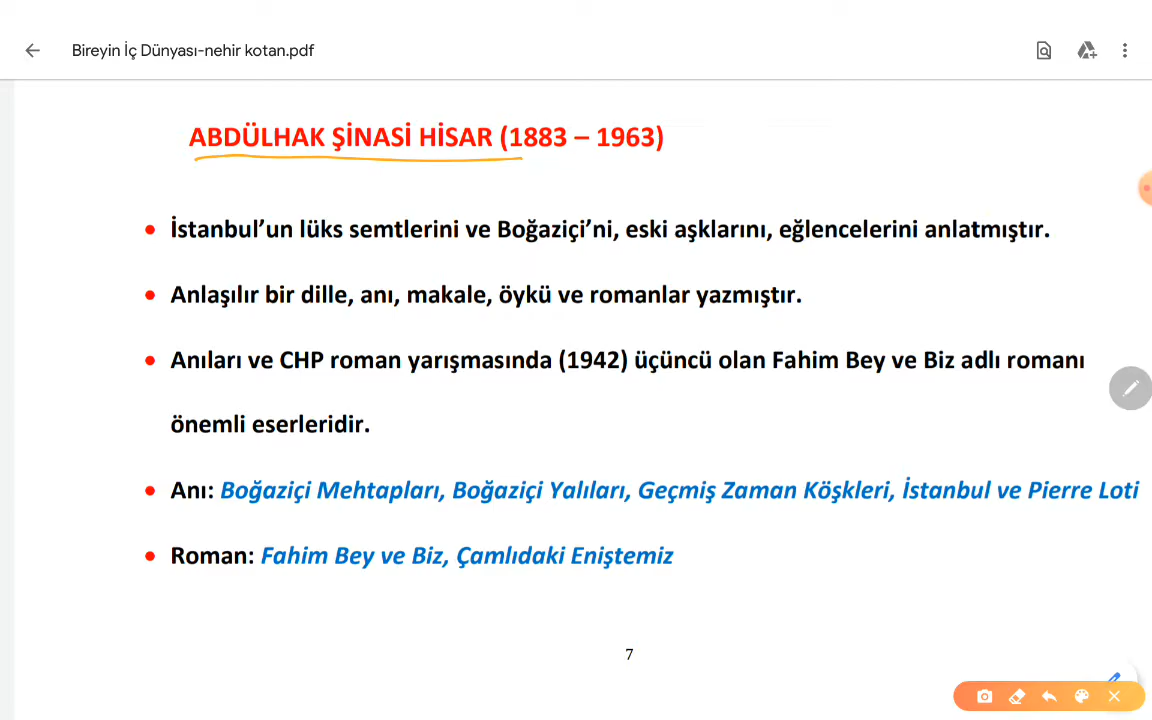 Bireyin İç Dünyası-nehir kotan.pdf
ABDÜLHAK ŞİNASİ HİSAR (1883 – 1963)
• İstanbul’un lüks semtlerini ve Boğaziçi’ni, eski aşklarını, eğlencelerini anlatmıştır.
• Anlaşılır bir dille, anı, makale, öykü ve romanlar yazmıştır.
• Anıları ve CHP roman yarışmasında (1942) üçüncü olan Fahim Bey ve Biz adlı romanı
önemli eserleridir.
• Anı: Boğaziçi Mehtapları, Boğaziçi Yalıları, Geçmiş Zaman Köşkleri, İstanbul ve Pierre Loti
• Roman: Fahim Bey ve Biz, Çamlıdaki Eniştemiz
7